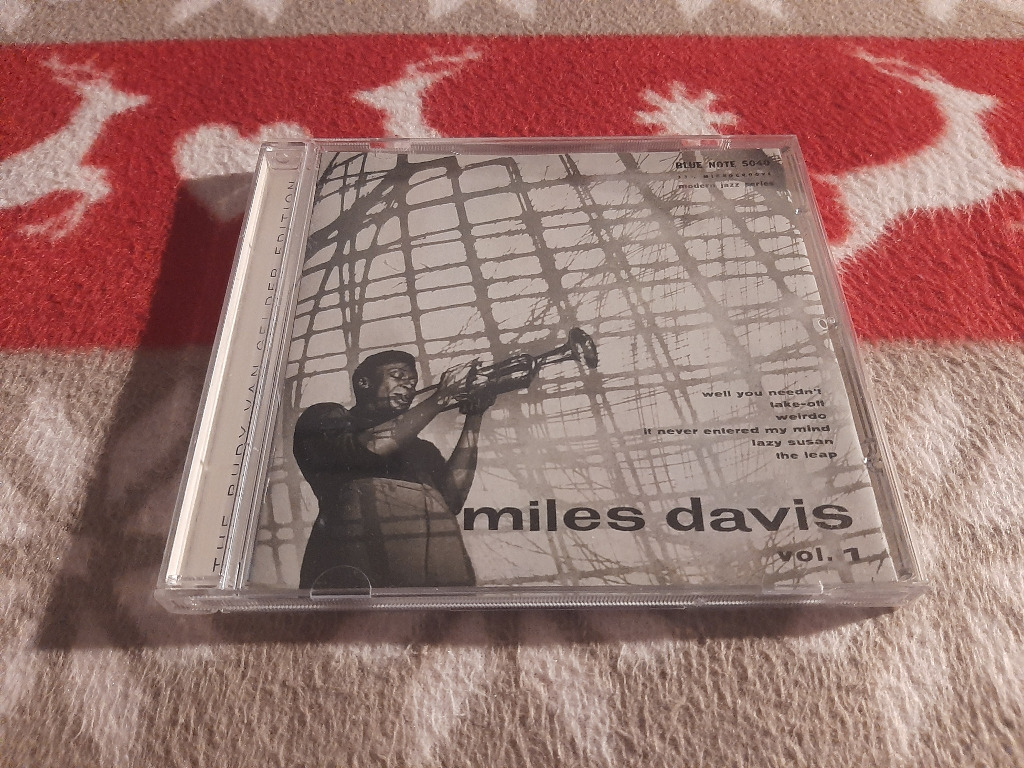 THE RUDY VAN GELDER EDITION
BLUE NOTE 5040
modern jazz series
well you needn't
take-off
weirdo
it never entered my mind
lazy susan
the leap
miles davis
vol. 1